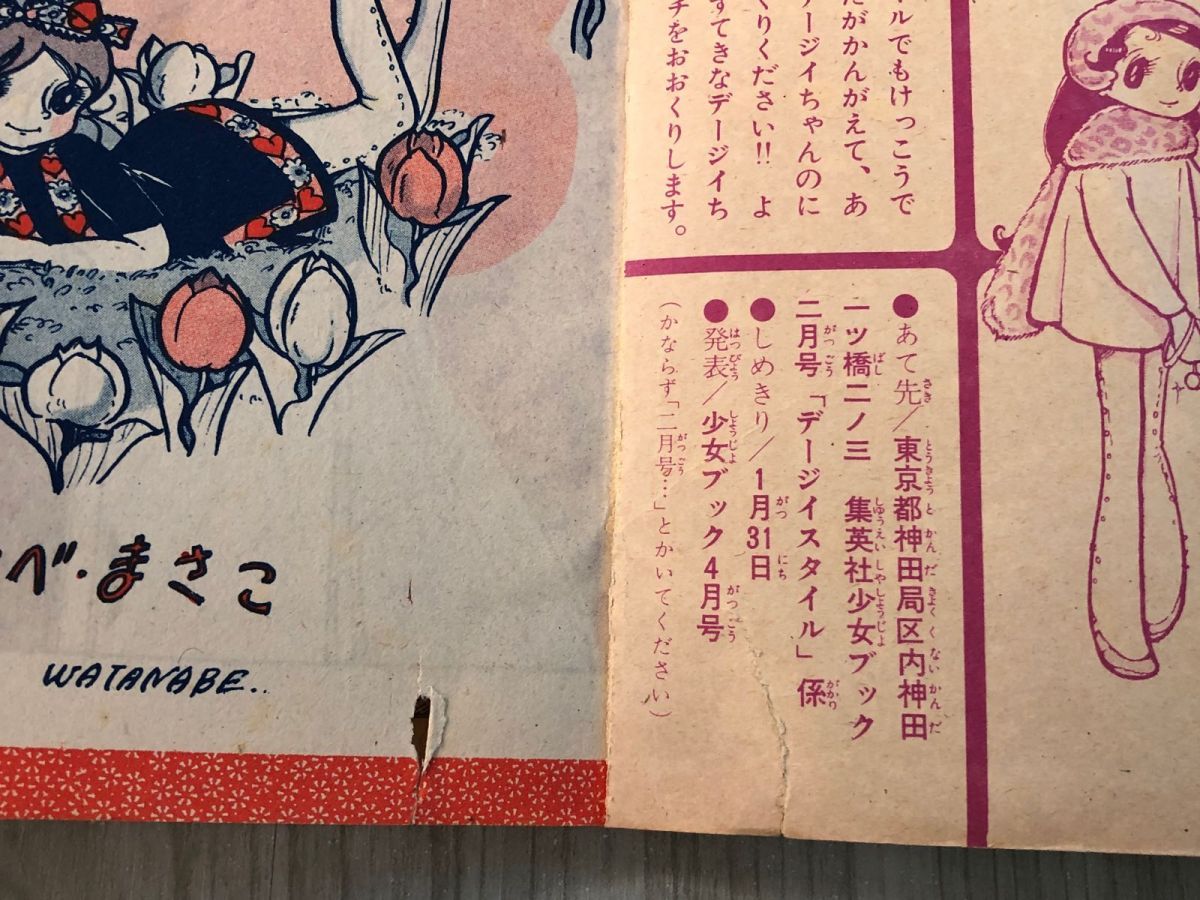 ルでもけっこうで
だがかんがえて、あ
デージイちゃんのに
くりください!! よ
すてきなデージイち
チをおおくりします。
●あて先/東京都神田局区内神田
一ツ橋二ノ三 集英社少女ブック
二月号「デージイスタイル」係
●しめきり/1月31日
●発表/少女ブック4月号
(かならず「二月号…」とかいてください)
べ・まさこ
WATANABE..